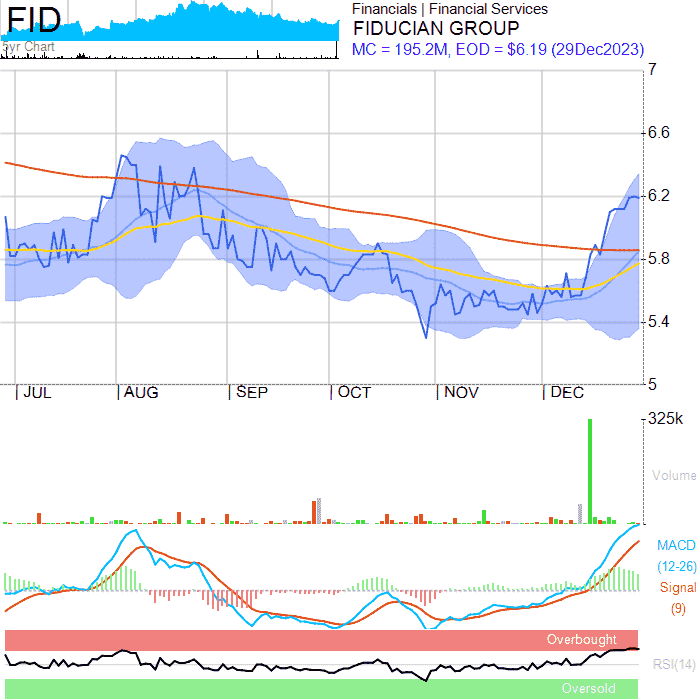 FID
5yr Chart
Financials | Financial Services
FIDUCIAN GROUP
MC = 195.2M, EOD = $6.19 (29Dec2023)
7
6.6
6.2
5.8
5.4
5
JUL AUG SEP OCT NOV DEC
325k
Volume
MACD
(12-26)
Signal
(9)
Overbought
RSI(14)
Oversold